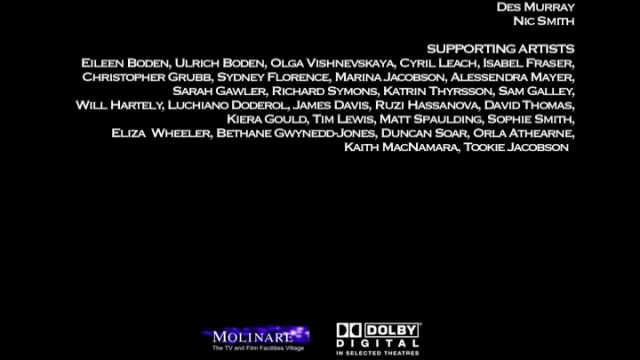 Des Murray
Nic Smith
SUPPORTING ARTISTS
Eileen Boden, Ulrich Boden, Olga Vishnevskaya, Cyril Leach, Isabel Fraser,
Christopher Grubb, Sydney Florence, Marina Jacobson, Alessendra Mayer,
Sarah Gawler, Richard Symons, Katrin Thyrsson, Sam Galley,
Will Hartely, Luchiano Doderol, James Davis, Ruzi Hassanova, David Thomas,
Kiera Gould, Tim Lewis, Matt Spaulding, Sophie Smith,
Eliza Wheeler, Bethane Gwynedd-Jones, Duncan Soar, Orla Athearne,
Kaith MacNamara, Tookie Jacobson
MOLINARE
The TV and Film Facilities Village
DOLBY
DIGITAL
IN SELECTED THEATRES